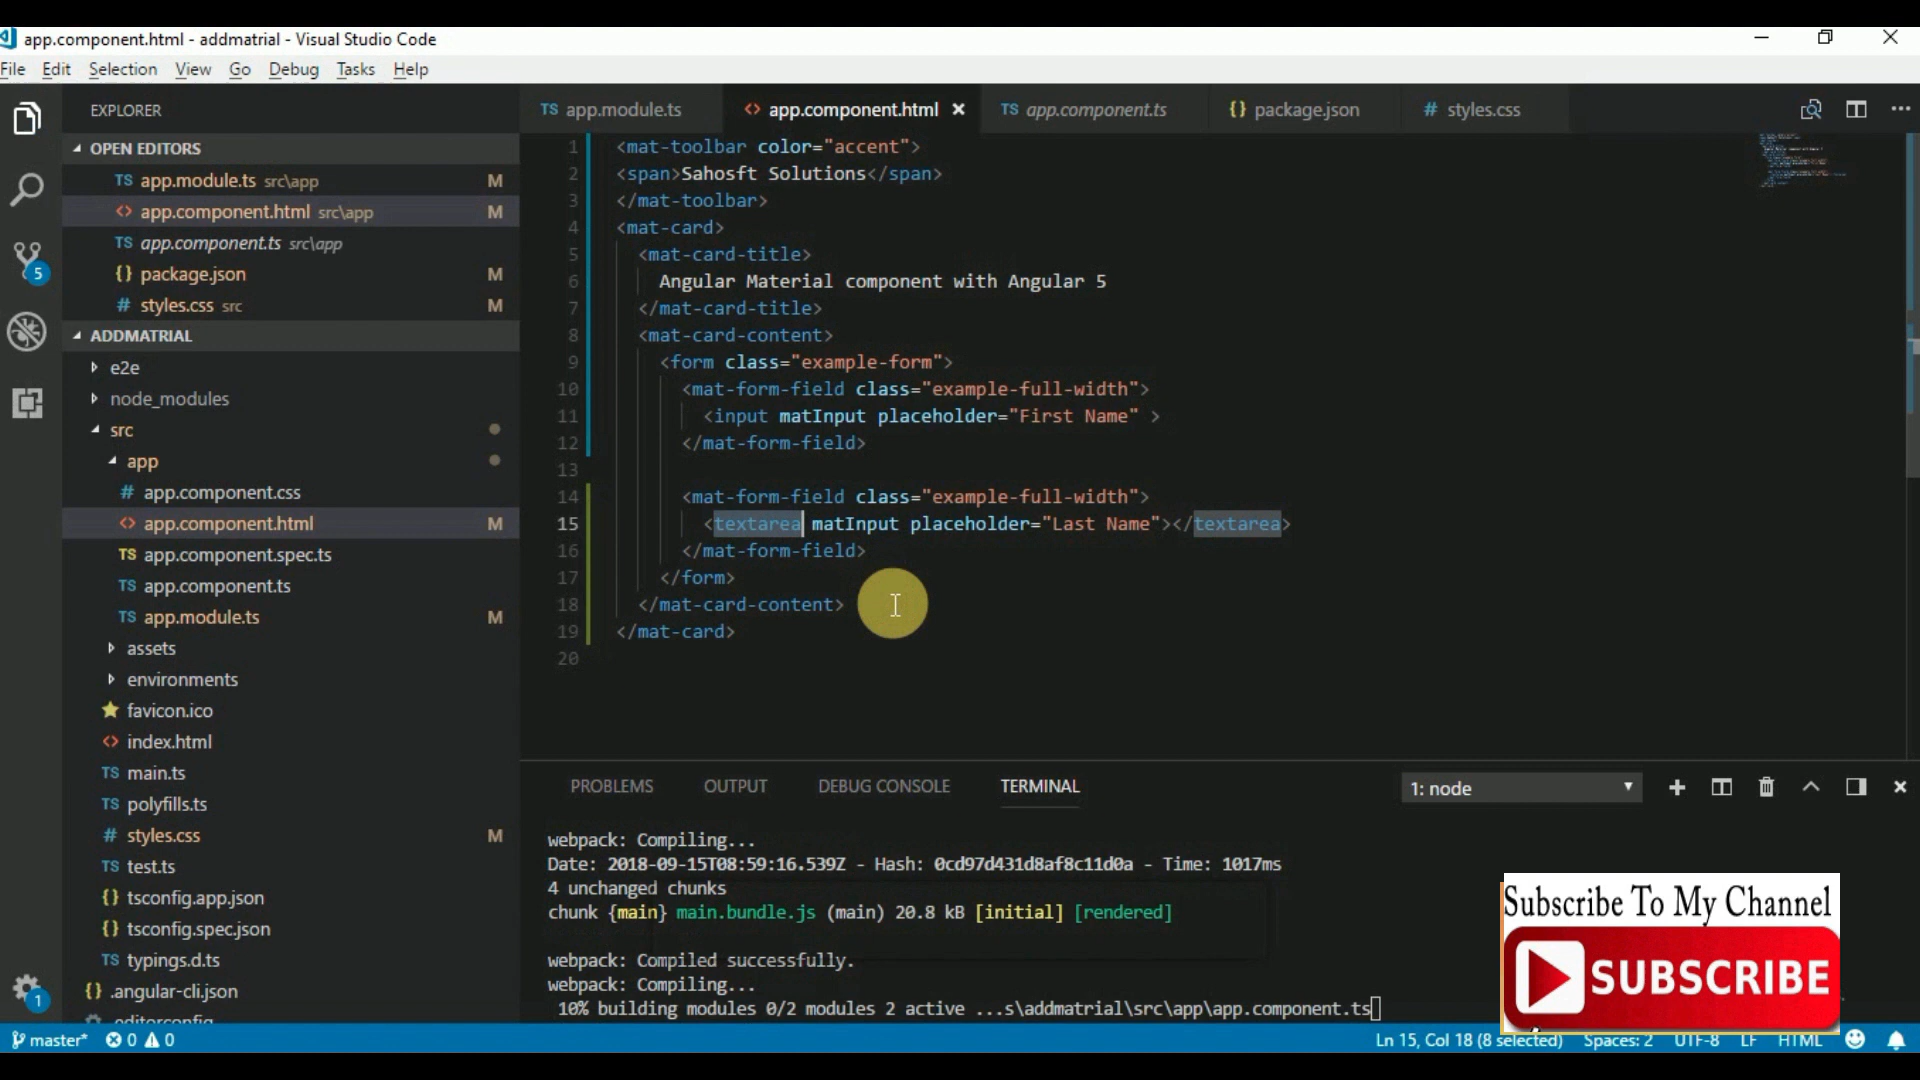 app.component.html - addmatrial - Visual Studio Code
File Edit Selection View Go Debug Tasks Help
EXPLORER
OPEN EDITORS
TS app.module.ts src\app M
<> app.component.html src\app M
TS app.component.ts src\app
{} package.json M
# styles.css src M
ADDMATRIAL
e2e
node_modules
src
app
# app.component.css
<> app.component.html M
TS app.component.spec.ts
TS app.component.ts
TS app.module.ts M
assets
environments
favicon.ico
<> index.html
TS main.ts
TS polyfills.ts
# styles.css M
TS test.ts
{} tsconfig.app.json
{} tsconfig.spec.json
TS typings.d.ts
{} .angular-cli.json
.editorconfig
5
1
TS app.module.ts <> app.component.html TS app.component.ts {} package.json # styles.css
1 <mat-toolbar color="accent">
2 <span>Sahosft Solutions</span>
3 </mat-toolbar>
4 <mat-card>
5 <mat-card-title>
6 Angular Material component with Angular 5
7 </mat-card-title>
8 <mat-card-content>
9 <form class="example-form">
10 <mat-form-field class="example-full-width">
11 <input matInput placeholder="First Name" >
12 </mat-form-field>
13
14 <mat-form-field class="example-full-width">
15 <textarea matInput placeholder="Last Name"></textarea>
16 </mat-form-field>
17 </form>
18 </mat-card-content>
19 </mat-card>
20
PROBLEMS OUTPUT DEBUG CONSOLE TERMINAL 1: node
webpack: Compiling...
Date: 2018-09-15T08:59:16.539Z - Hash: 0cd97d431d8af8c11d0a - Time: 1017ms
4 unchanged chunks
chunk {main} main.bundle.js (main) 20.8 kB [initial] [rendered]
webpack: Compiled successfully.
webpack: Compiling...
10% building modules 0/2 modules 2 active ...s\addmatrial\src\app\app.component.ts
Subscribe To My Channel
SUBSCRIBE
master* 0 0 Ln 15, Col 18 (8 selected) Spaces: 2 UTF-8 LF HTML